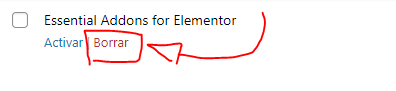 Essential Addons for Elementor
Activar | Borrar